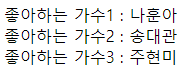 좋아하는 가수1 : 나훈아
좋아하는 가수2 : 송대관
좋아하는 가수3 : 주현미